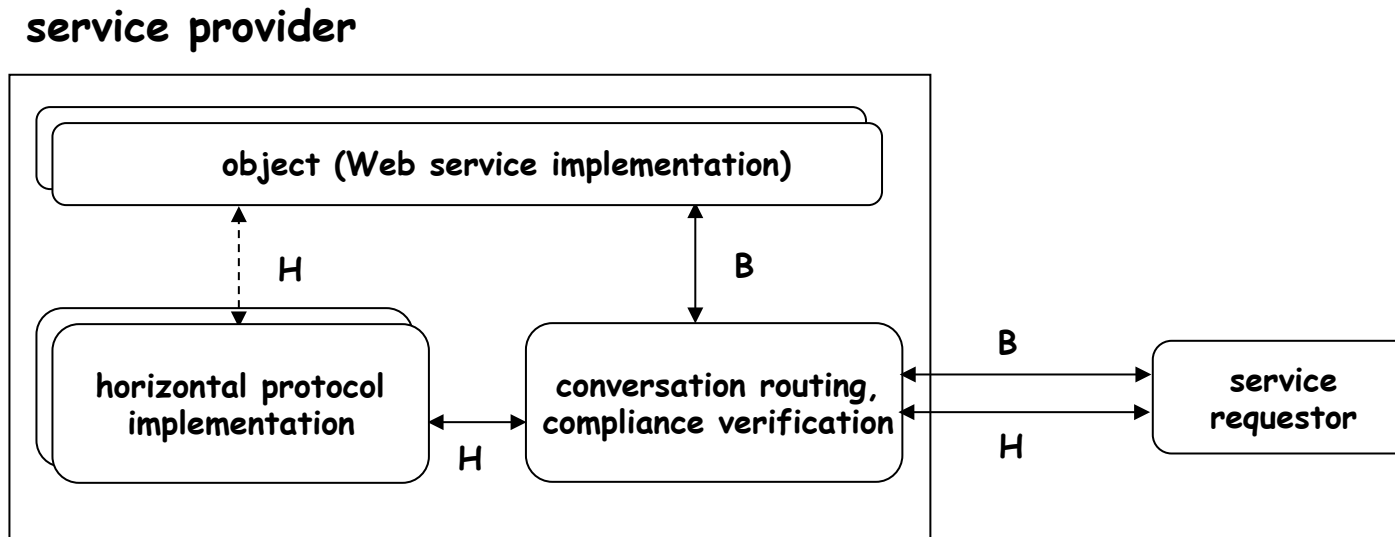 service provider
object (Web service implementation)
H
B
horizontal protocol
implementation
H
conversation routing,
compliance verification
B
H
service
requestor